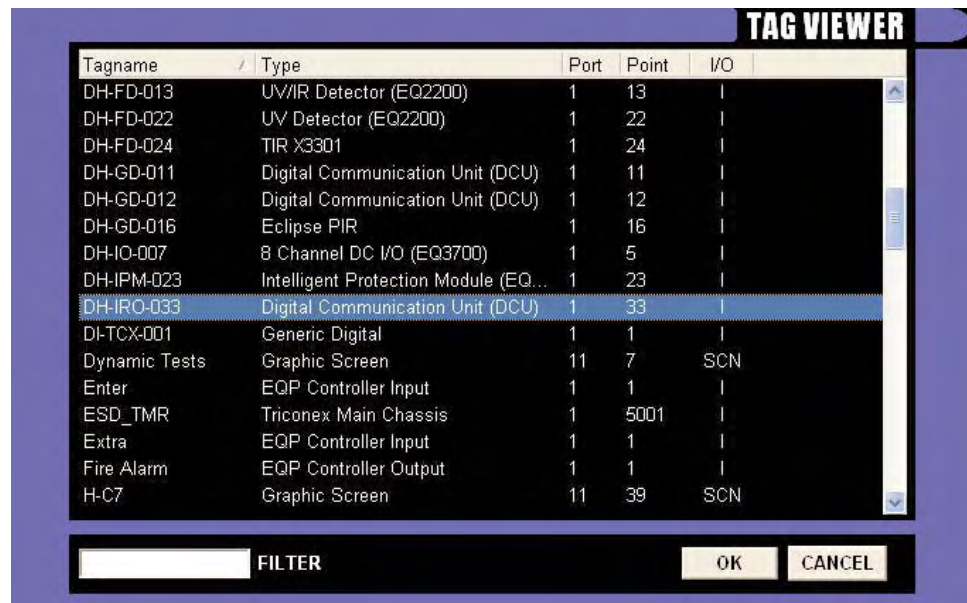 TAG VIEWER
Tagname / Type Port Point I/O
DH-FD-013 UV/IR Detector (EQ2200) 1 13 I
DH-FD-022 UV Detector (EQ2200) 1 22 I
DH-FD-024 TIR X3301 1 24 I
DH-GD-011 Digital Communication Unit (DCU) 1 11 I
DH-GD-012 Digital Communication Unit (DCU) 1 12 I
DH-GD-016 Eclipse PIR 1 16 I
DH-IO-007 8 Channel DC I/O (EQ3700) 1 5 I
DH-IPM-023 Intelligent Protection Module (EQ... 1 23 I
DH-IRO-033 Digital Communication Unit (DCU) 1 33 I
DI-TCX-001 Generic Digital 1 1 I
Dynamic Tests Graphic Screen 11 7 SCN
Enter EQP Controller Input 1 1 I
ESD_TMR Triconex Main Chassis 1 5001 I
Extra EQP Controller Input 1 1 I
Fire Alarm EQP Controller Output 1 1 I
H-C7 Graphic Screen 11 39 SCN
FILTER OK CANCEL